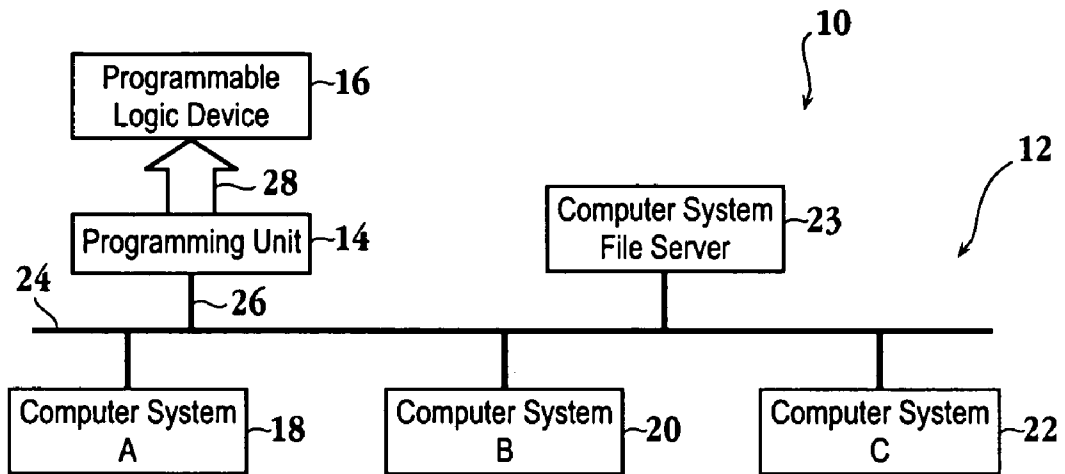 10
Programmable
Logic Device
16
12
28
Computer System
File Server
23
Programming Unit
14
24
26
Computer System
A
18
Computer System
B
20
Computer System
C
22